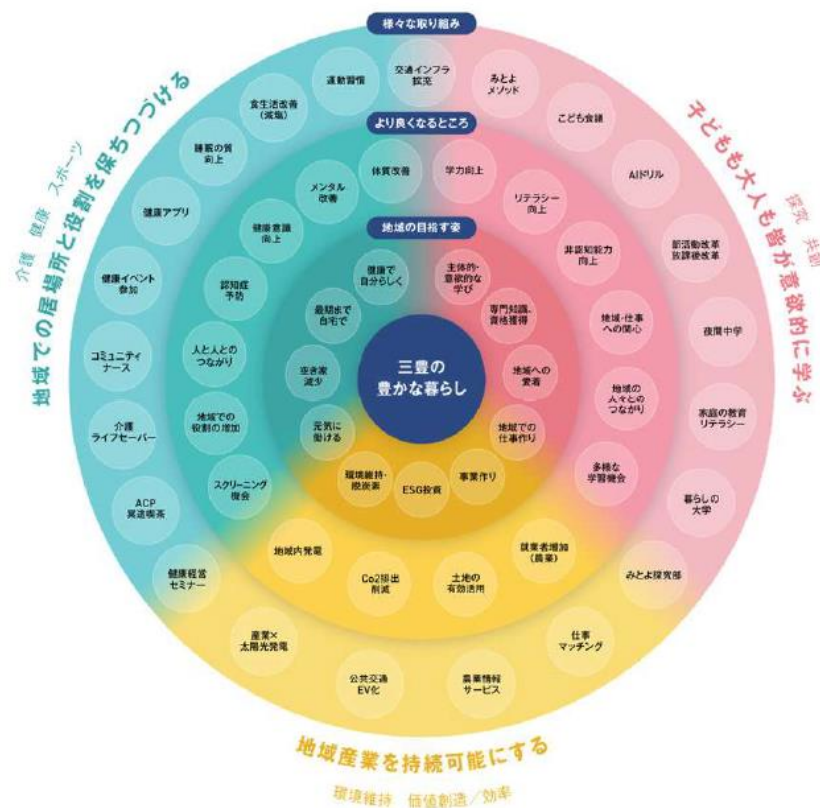 様々な取り組み
交通インフラ
拡充
みとよ
メソッド
こども会議
AIドリル
部活動改革
放課後改革
夜間中学
家庭の教育
リテラシー
暮らしの
大学
みとよ探究部
仕事
マッチング
農業情報
サービス
公共交通
EV化
産業×
太陽光発電
健康経営
セミナー
ACP
冥途喫茶
介護
ライフセーバー
コミュニティ
ナース
健康イベント
参加
健康アプリ
睡眠の質
向上
食生活改善
(減塩)
運動習慣
より良くなるところ
体質改善
学力向上
リテラシー
向上
非認知能力
向上
地域・仕事
への関心
地域の
人々との
つながり
多様な
学習機会
就業者増加
(農業)
土地の
有効活用
Co2排出
削減
地域内発電
スクリーニング
機会
地域での
役割の増加
人と人との
つながり
認知症
予防
健康意識
向上
メンタル
改善
地域の目指す姿
健康で
自分らしく
主体的・
意欲的な
学び
専門知識、
資格獲得
地域への
愛着
地域での
仕事作り
事業作り
ESG投資
環境維持・
脱炭素
元気に
働ける
空き家
減少
最期まで
自宅で
三豊の
豊かな暮らし
地域での居場所と役割を保ちつづける
介護 健康 スポーツ
子どもも大人も皆が意欲的に学ぶ
探究 共創
地域産業を持続可能にする
環境維持 価値創造／効率